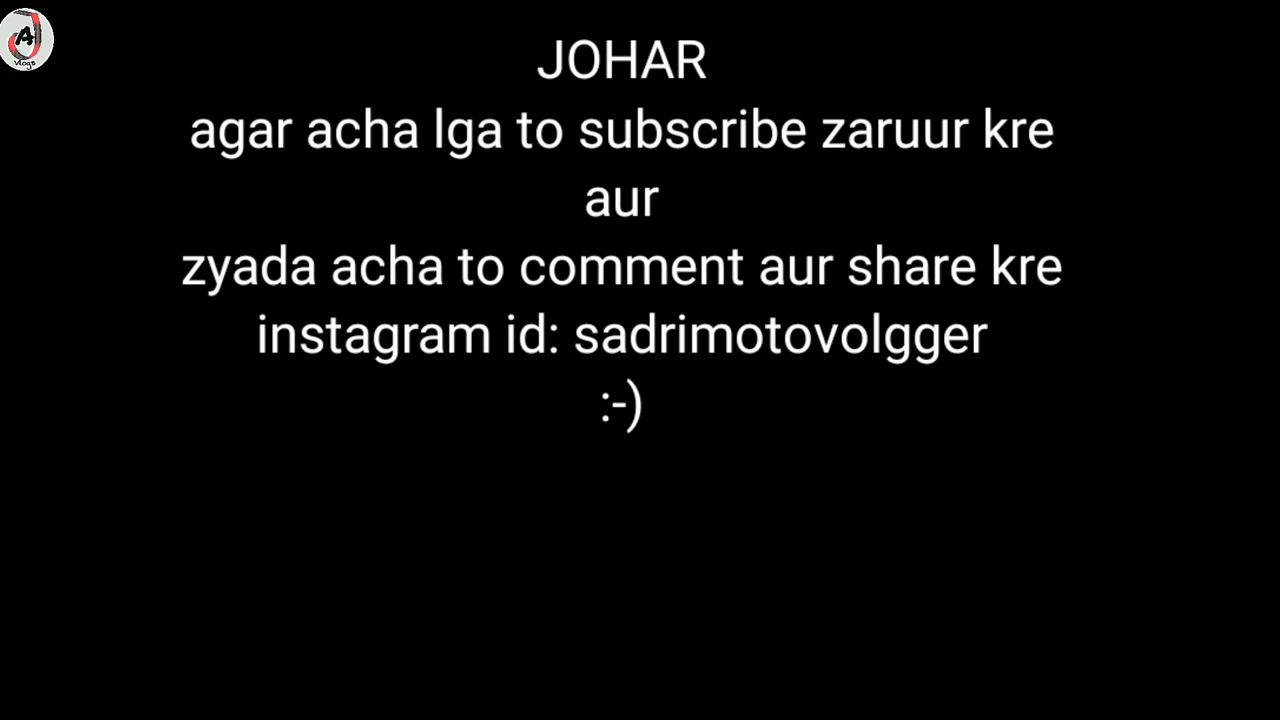 A
vlogs
JOHAR
agar acha lga to subscribe zaruur kre
aur
zyada acha to comment aur share kre
instagram id: sadrimotovolgger
:-)